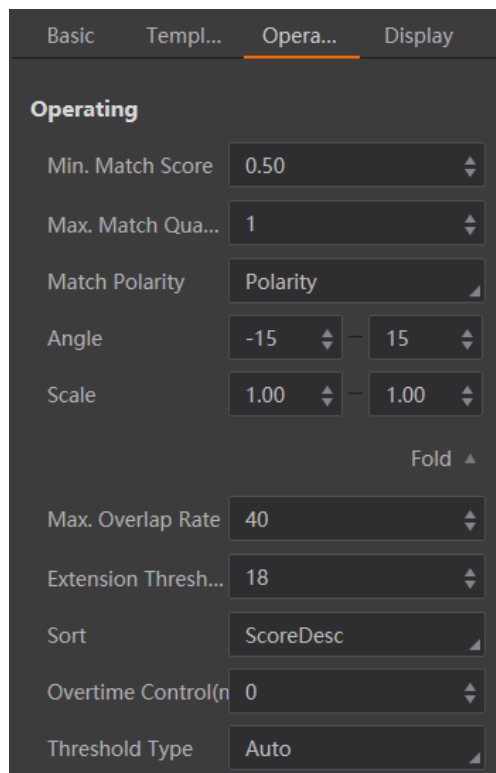 Basic Templ... Opera... Display
Operating
Min. Match Score 0.50
Max. Match Qua... 1
Match Polarity Polarity
Angle -15 – 15
Scale 1.00 – 1.00
Fold
Max. Overlap Rate 40
Extension Thresh... 18
Sort ScoreDesc
Overtime Control(n 0
Threshold Type Auto